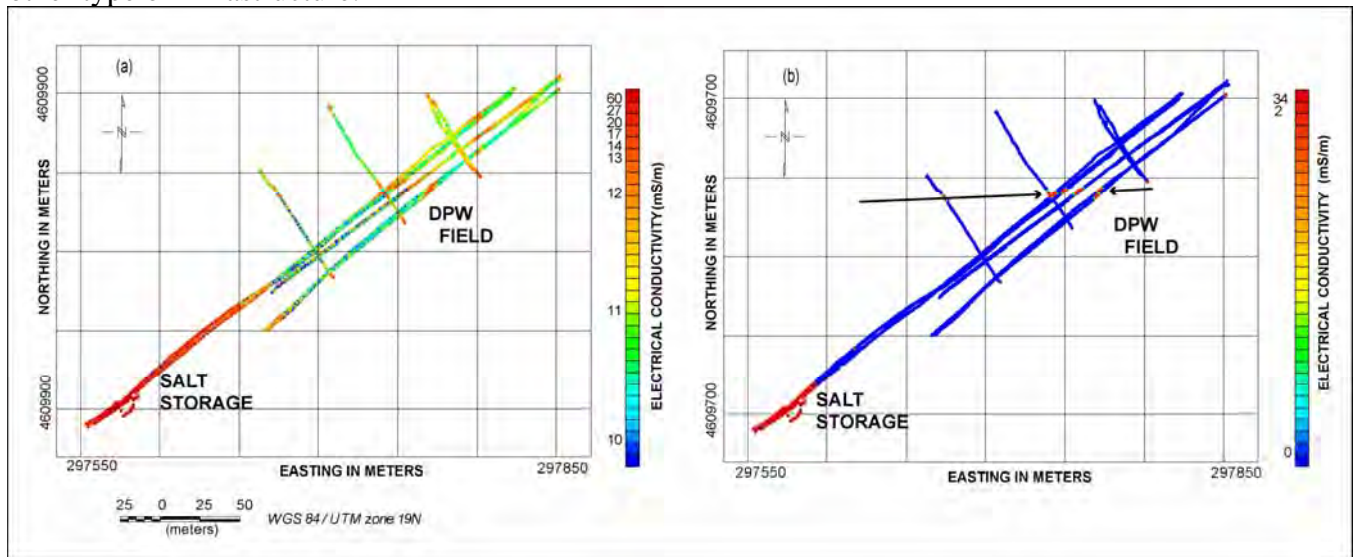 (a)
N
4609900
4609900
NORTHING IN METERS
DPW
FIELD
SALT
STORAGE
297550
EASTING IN METERS
297850
60
27
20
17
14
13
12
11
10
ELECTRICAL CONDUCTIVITY (mS/m)
25 0 25 50
(meters)
WGS 84 / UTM zone 19N
(b)
N
4609700
4609700
NORTHING IN METERS
DPW
FIELD
SALT
STORAGE
297550
EASTING IN METERS
297850
34
2
0
ELECTRICAL CONDUCTIVITY (mS/m)